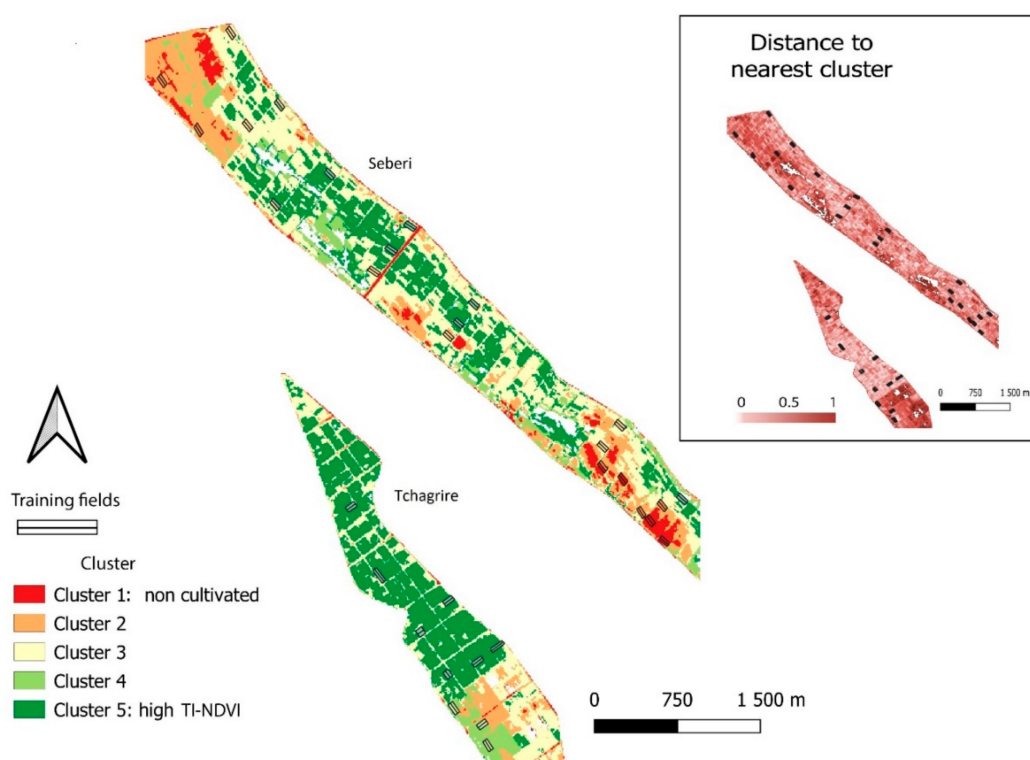 Distance to
nearest cluster
Seberi
0 0.5 1
0 750 1 500 m
Tchagrire
Training fields
Cluster
Cluster 1: non cultivated
Cluster 2
Cluster 3
Cluster 4
Cluster 5: high TI-NDVI
0 750 1 500 m